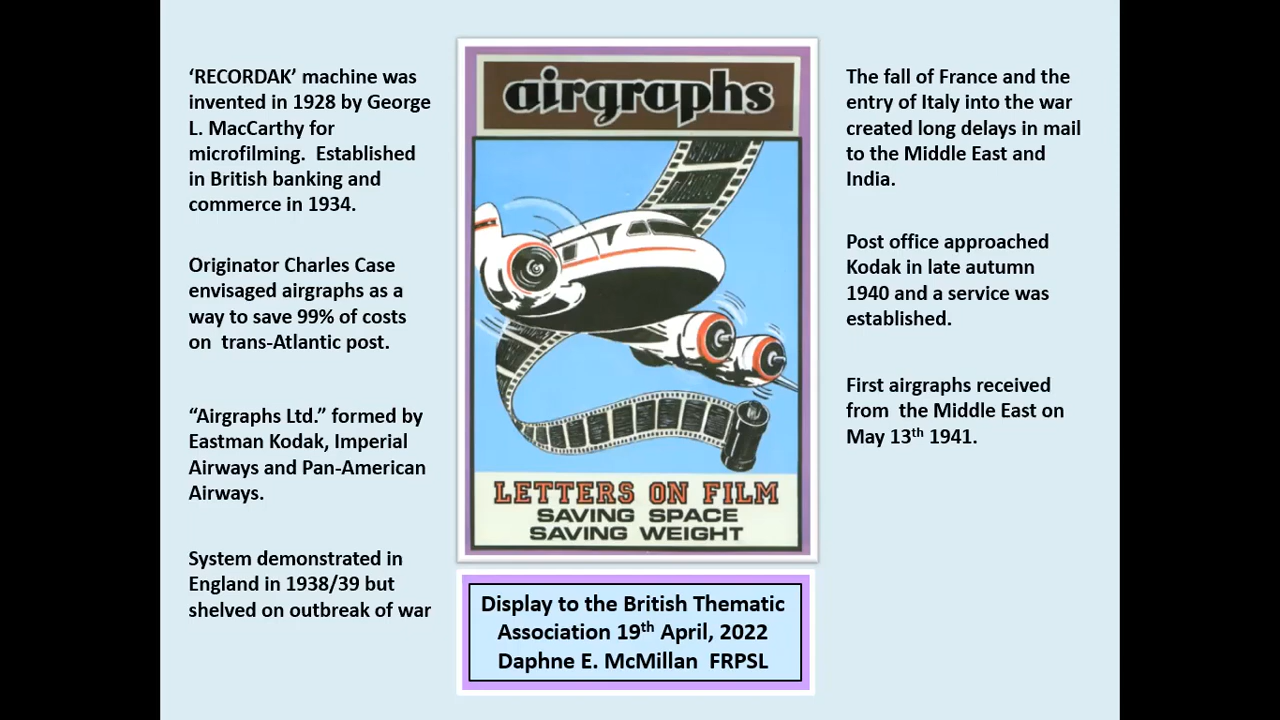 ‘RECORDAK’ machine was
invented in 1928 by George
L. MacCarthy for
microfilming.  Established
in British banking and
commerce in 1934.
Originator Charles Case
envisaged airgraphs as a
way to save 99% of costs
on  trans-Atlantic post.
“Airgraphs Ltd.” formed by
Eastman Kodak, Imperial
Airways and Pan-American
Airways.
System demonstrated in
England in 1938/39 but
shelved on outbreak of war
airgraphs
LETTERS ON FILM
SAVING SPACE
SAVING WEIGHT
Display to the British Thematic
Association 19th April, 2022
Daphne E. McMillan  FRPSL
The fall of France and the
entry of Italy into the war
created long delays in mail
to the Middle East and
India.
Post office approached
Kodak in late autumn
1940 and a service was
established.
First airgraphs received
from  the Middle East on
May 13th 1941.